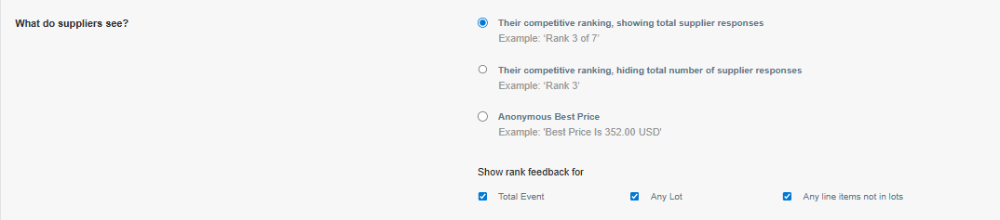 What do suppliers see?
Their competitive ranking, showing total supplier responses
Example: ‘Rank 3 of 7’
Their competitive ranking, hiding total number of supplier responses
Example: ‘Rank 3’
Anonymous Best Price
Example: 'Best Price Is 352.00 USD'
Show rank feedback for
Total Event
Any Lot
Any line items not in lots